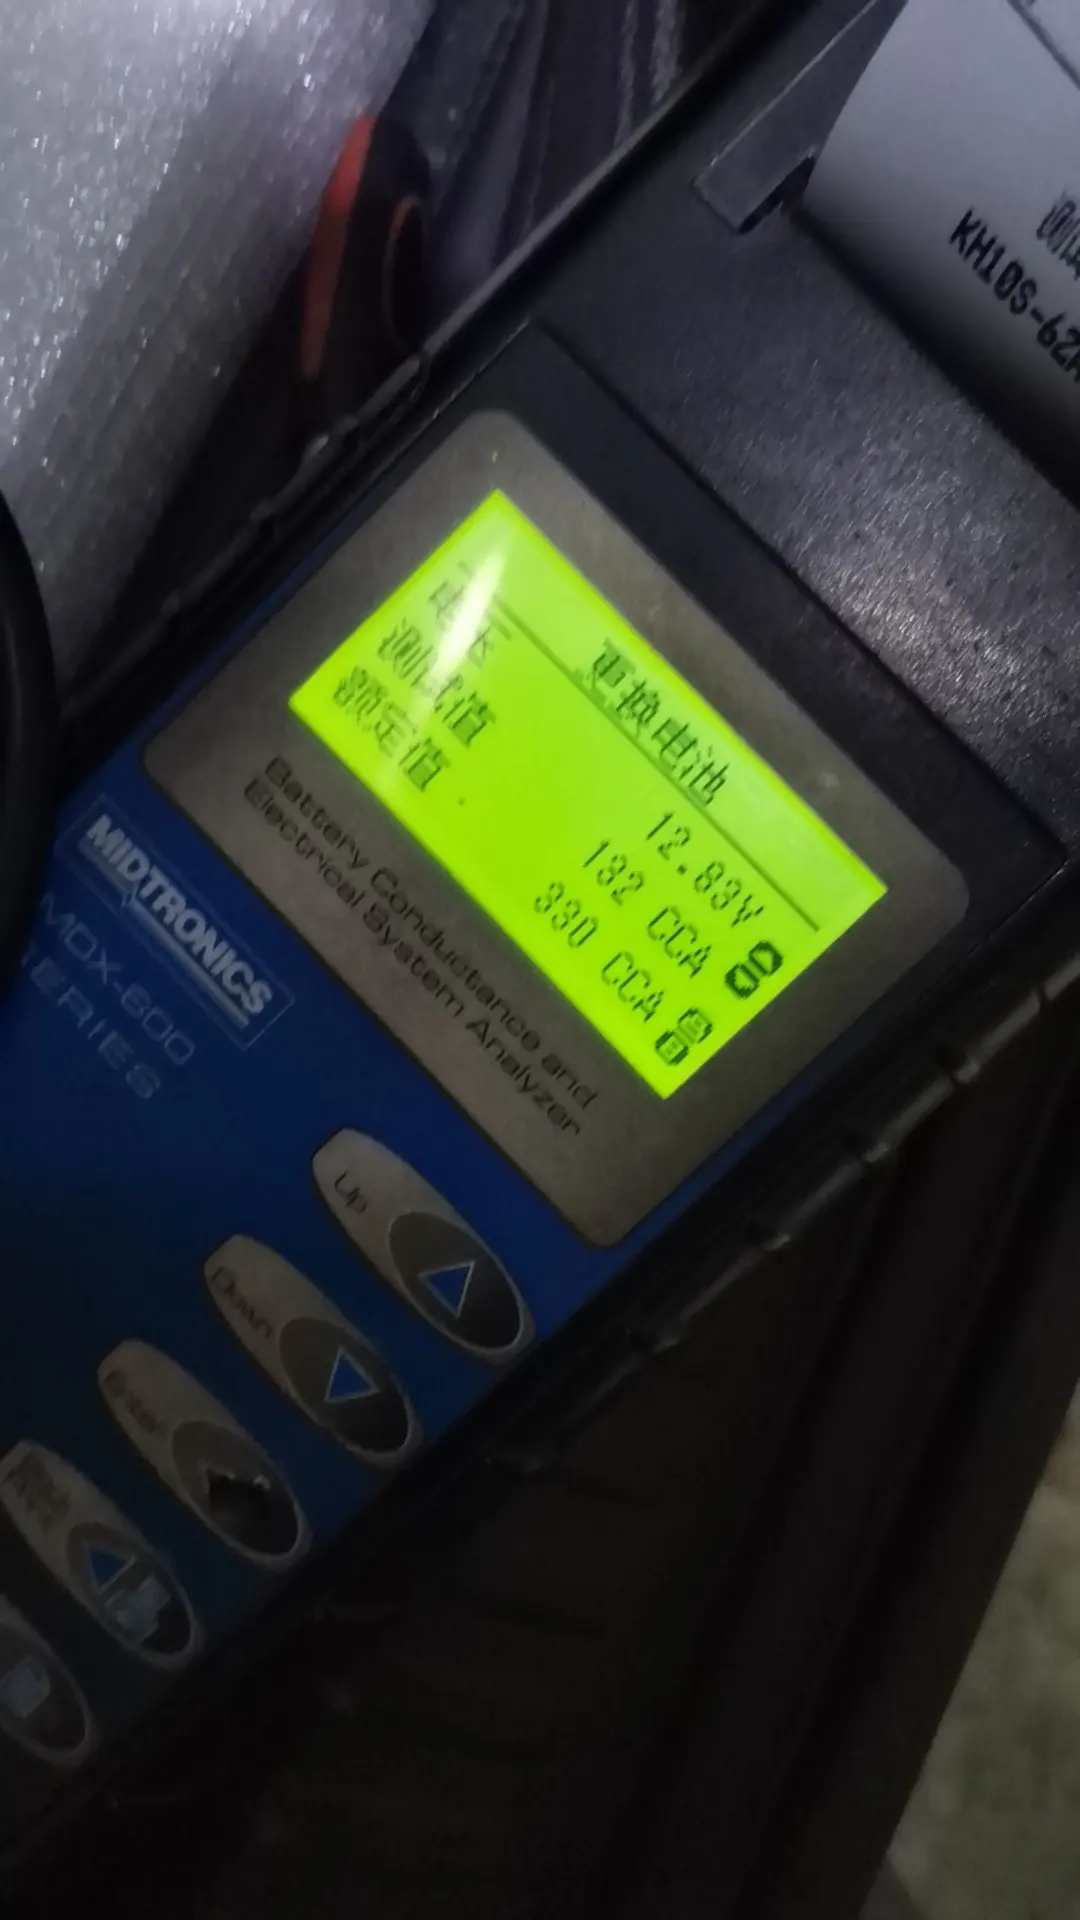 KH10S-62
更换电池
电压 12.83V
测试值 132 CCA
额定值 330 CCA
Battery Conductance and
Electrical System Analyzer
MIDTRONICS
MDX-600
SERIES
Up
Down
Enter